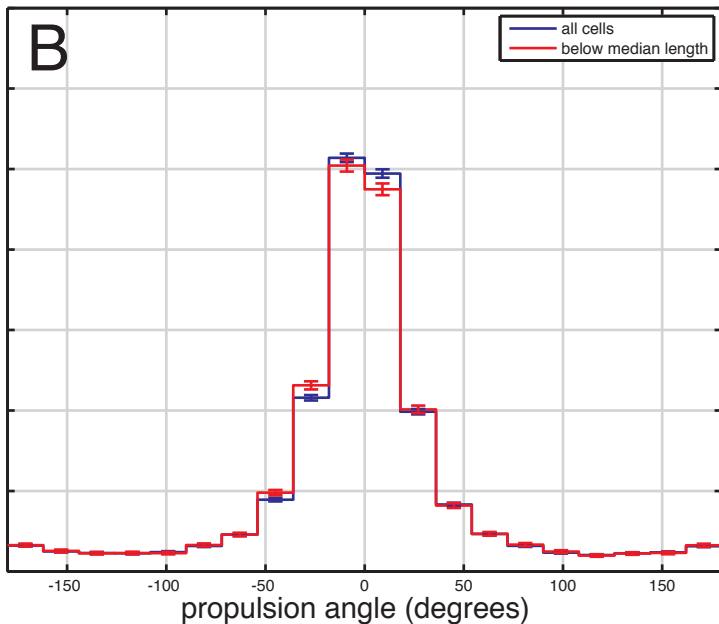 B
all cells
below median length
-150 -100 -50 0 50 100 150
propulsion angle (degrees)